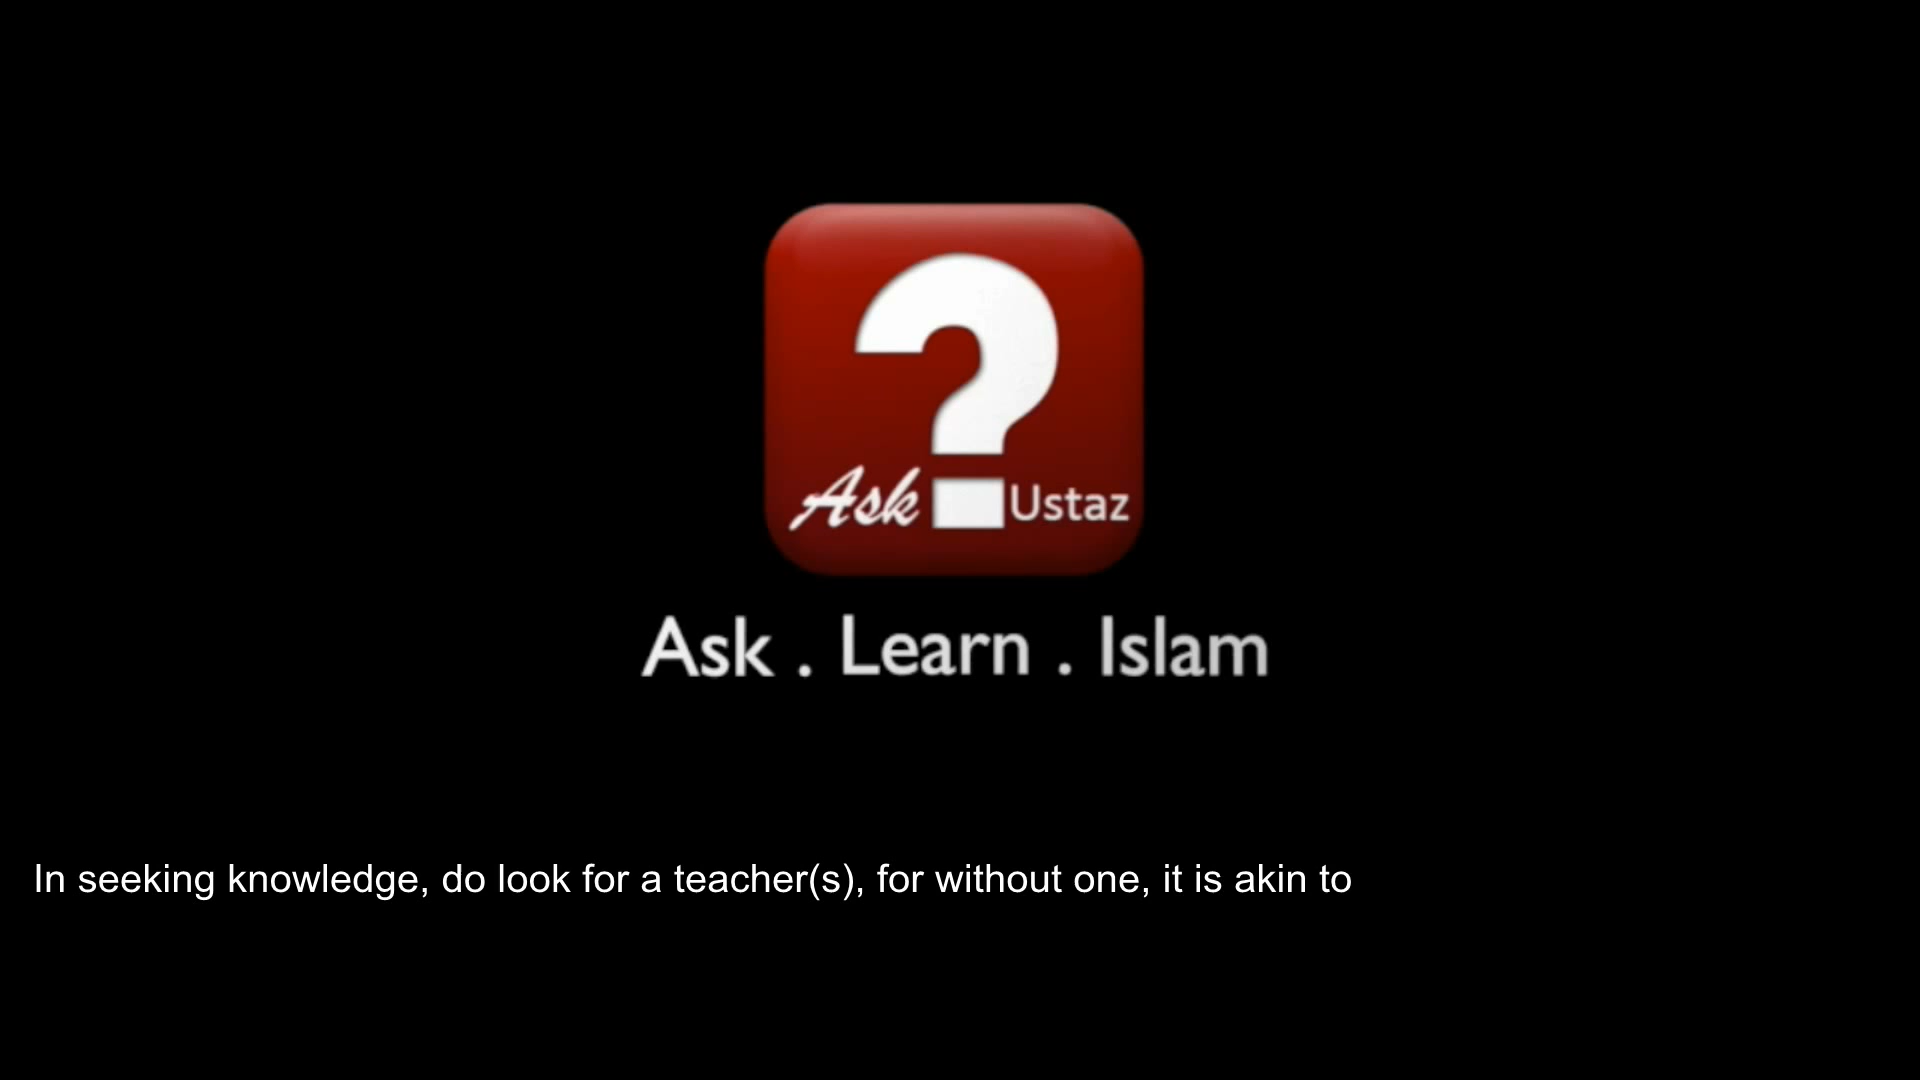 Ask Ustaz
Ask . Learn . Islam
In seeking knowledge, do look for a teacher(s), for without one, it is akin to